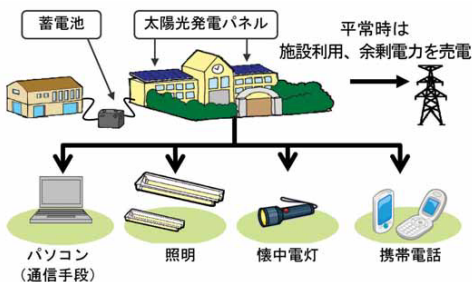 蓄電池
太陽光発電パネル
平常時は
施設利用、余剰電力を売電
パソコン
(通信手段)
照明
懐中電灯
携帯電話